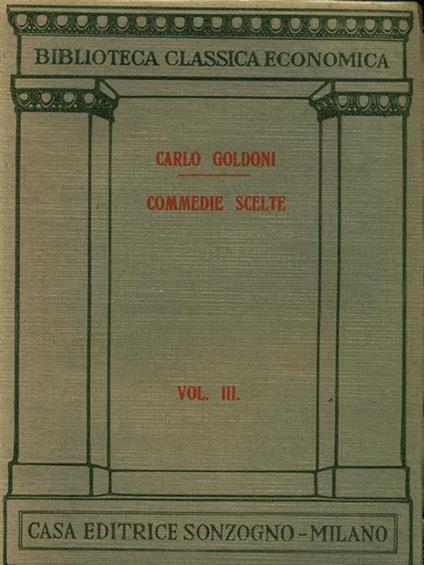 BIBLIOTECA CLASSICA ECONOMICA
CARLO GOLDONI
COMMEDIE SCELTE
VOL. III.
CASA EDITRICE SONZOGNO-MILANO